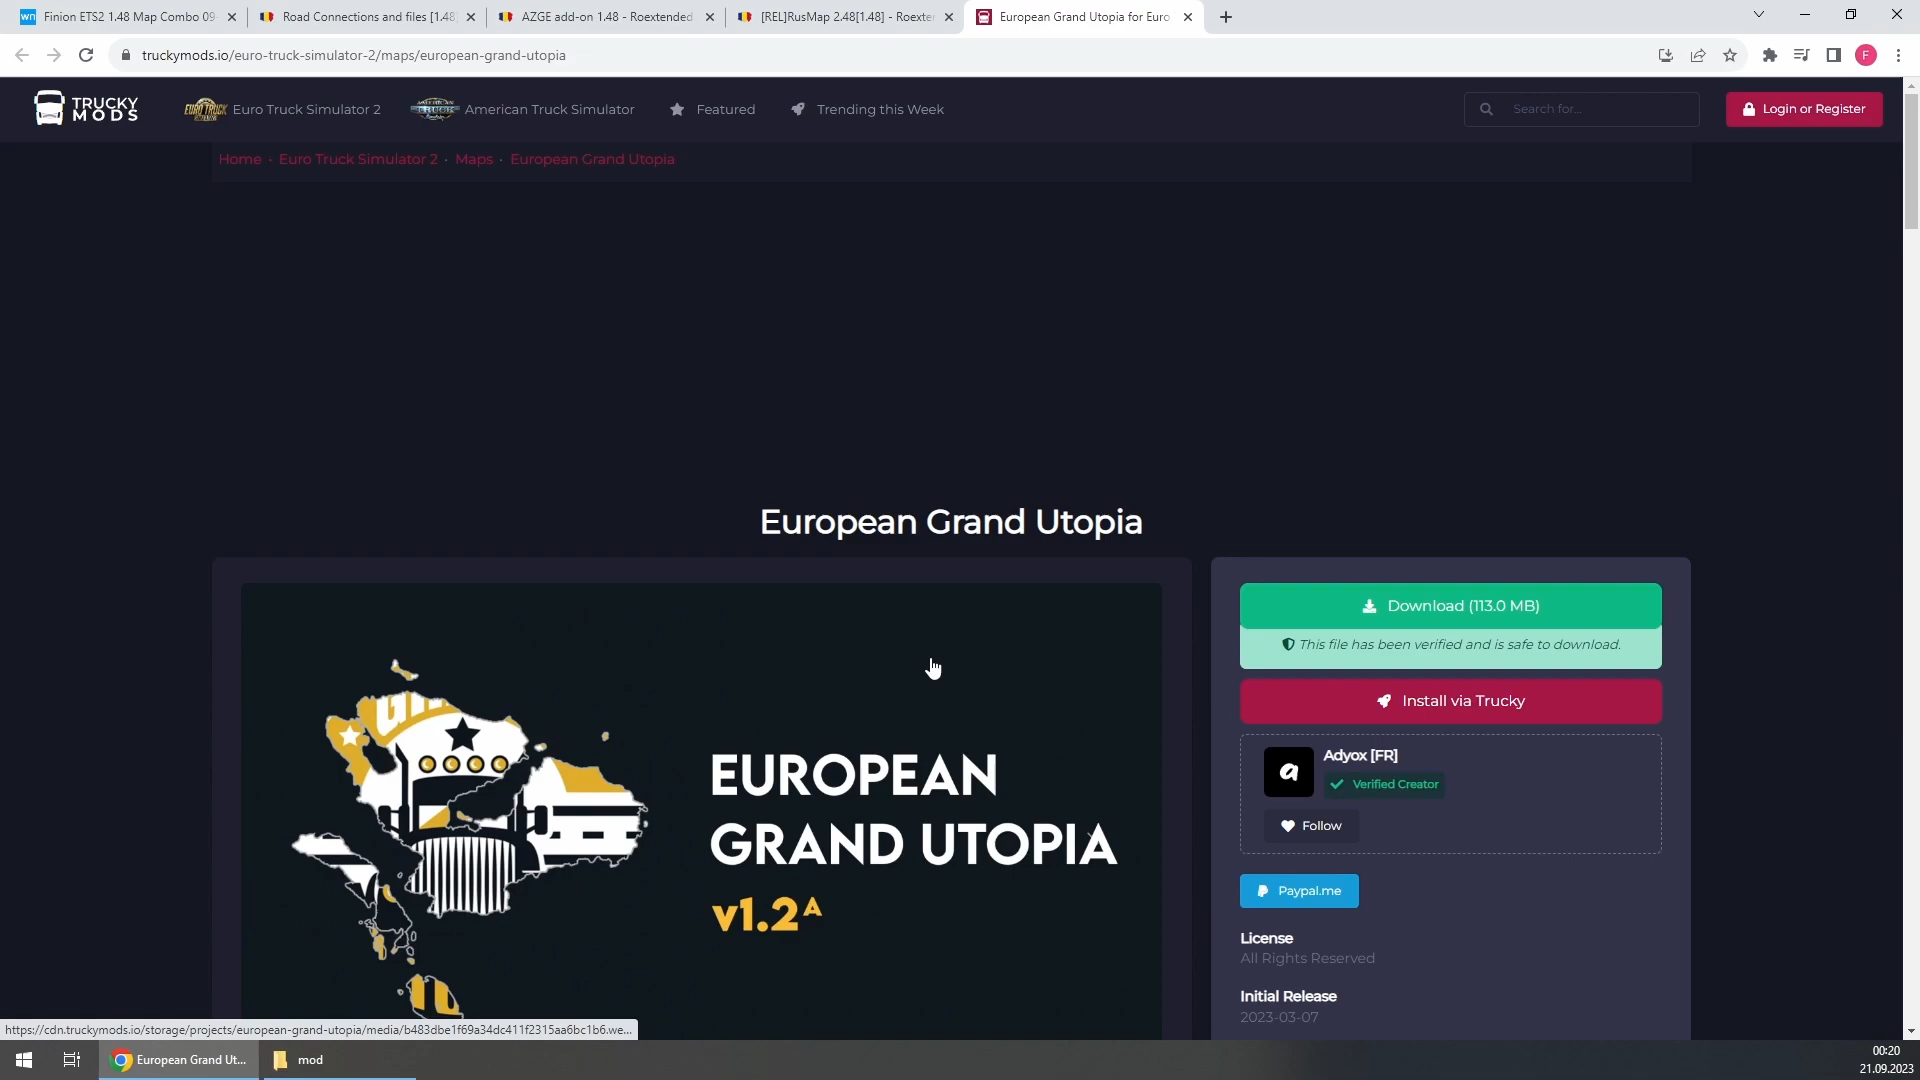 Finion ETS2 1.48 Map Combo 09-
Road Connections and files [1.48]
AZGE add-on 1.48 - Roextended
[REL]RusMap 2.48[1.48] - Roexte
European Grand Utopia for Euro
truckymods.io/euro-truck-simulator-2/maps/european-grand-utopia
F
TRUCKY MODS
Euro Truck Simulator 2
American Truck Simulator
Featured
Trending this Week
Search for...
Login or Register
Home • Euro Truck Simulator 2 • Maps • European Grand Utopia
European Grand Utopia
EUROPEAN
GRAND UTOPIA
v1.2A
Download (113.0 MB)
This file has been verified and is safe to download.
Install via Trucky
a
Adyox [FR]
Verified Creator
Follow
Paypal.me
License
All Rights Reserved
Initial Release
2023-03-07
https://cdn.truckymods.io/storage/projects/european-grand-utopia/media/b483dbe1f69a34dc411f2315aa6bc1b6.we...
European Grand Ut...
mod
00:20
21.09.2023